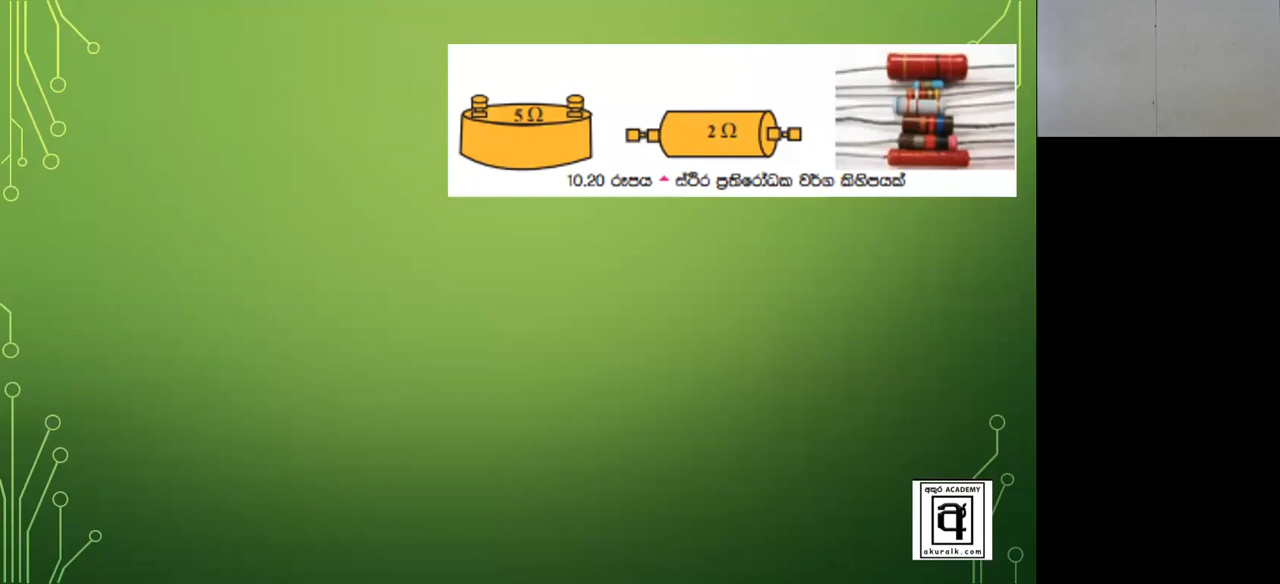 5 Ω
2 Ω
10.20 රූපය ▲ ස්ථිර ප්‍රතිරෝධක වර්ග කිහිපයක්
අකුර ACADEMY
අ
akuralk.com